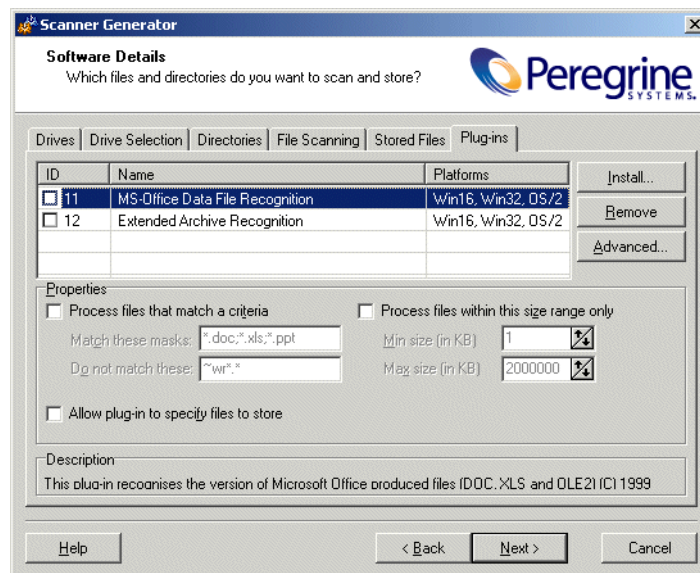 Scanner Generator
Software Details
Which files and directories do you want to scan and store?
Peregrine
SYSTEMS.
Drives Drive Selection Directories File Scanning Stored Files Plug-ins
ID Name Platforms
11 MS-Office Data File Recognition Win16, Win32, OS/2
12 Extended Archive Recognition Win16, Win32, OS/2
Install...
Remove
Advanced...
Properties
Process files that match a criteria
Match these masks: *.doc;*.xls;*.ppt
Do not match these: ~wr*.*
Process files within this size range only
Min size (in KB) 1
Max size (in KB) 2000000
Allow plug-in to specify files to store
Description
This plug-in recognises the version of Microsoft Office produced files (DOC, XLS and OLE2) (C) 1999
Help < Back Next > Cancel